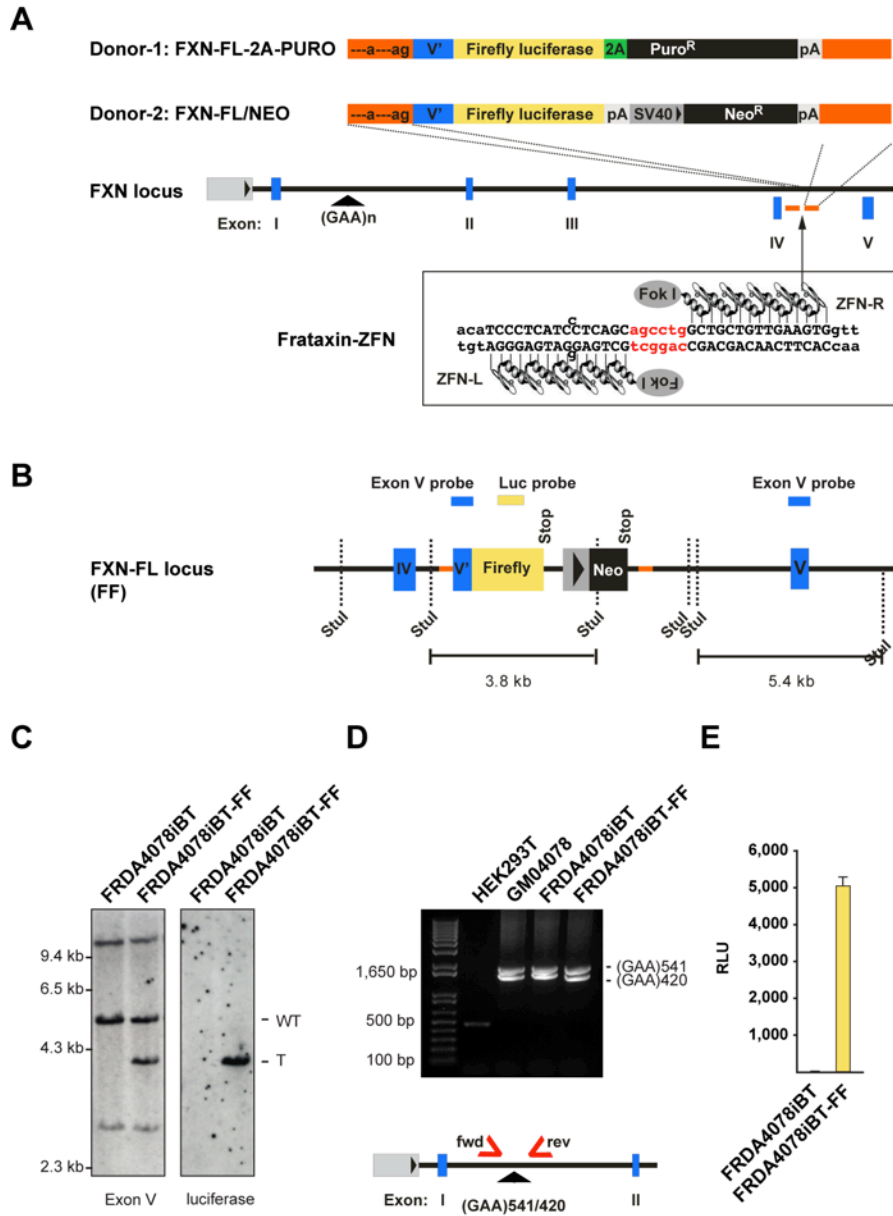 A
Donor-1: FXN-FL-2A-PURO
---a---ag V' Firefly luciferase 2A Puro^R pA
Donor-2: FXN-FL/NEO
---a---ag V' Firefly luciferase pA SV40 Neo^R pA
FXN locus
Exon: I (GAA)n II III IV V
Fok I ZFN-R
C
Frataxin-ZFN
acaTCCCTCATCCTCAGCagcctgGCTGCTGTTGAAGTGgtt
tgtAGGGAGTAGGAGTCGtcggacCGACGACAACTTCACcaa
G
ZFN-L Fok I
B
Exon V probe Luc probe Exon V probe
Stop Stop
FXN-FL locus
(FF)
IV V' Firefly Neo V
StuI StuI StuI StuI StuI StuI
3.8 kb 5.4 kb
C
FRDA4078iBT
FRDA4078iBT-FF
FRDA4078iBT
FRDA4078iBT-FF
9.4 kb
6.5 kb
WT
4.3 kb
T
2.3 kb
Exon V luciferase
D
HEK293T
GM04078
FRDA4078iBT
FRDA4078iBT-FF
1,650 bp
(GAA)541
(GAA)420
500 bp
100 bp
fwd rev
Exon: I (GAA)541/420 II
E
6,000
5,000
4,000
3,000
2,000
1,000
RLU
FRDA4078iBT
FRDA4078iBT-FF